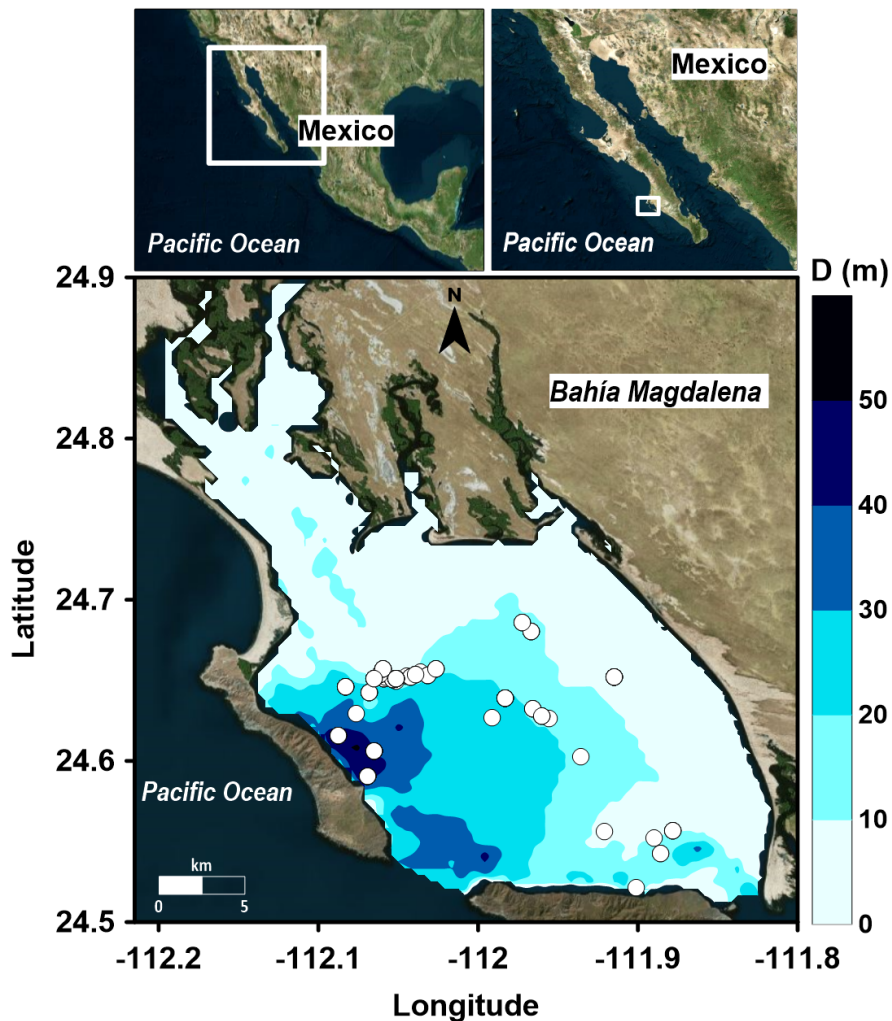 Mexico
Pacific Ocean
Mexico
Pacific Ocean
D (m)
24.9
24.8
24.7
24.6
24.5
Latitude
N
Bahía Magdalena
Pacific Ocean
km
0
5
50
40
30
20
10
0
-112.2
-112.1
-112
-111.9
-111.8
Longitude